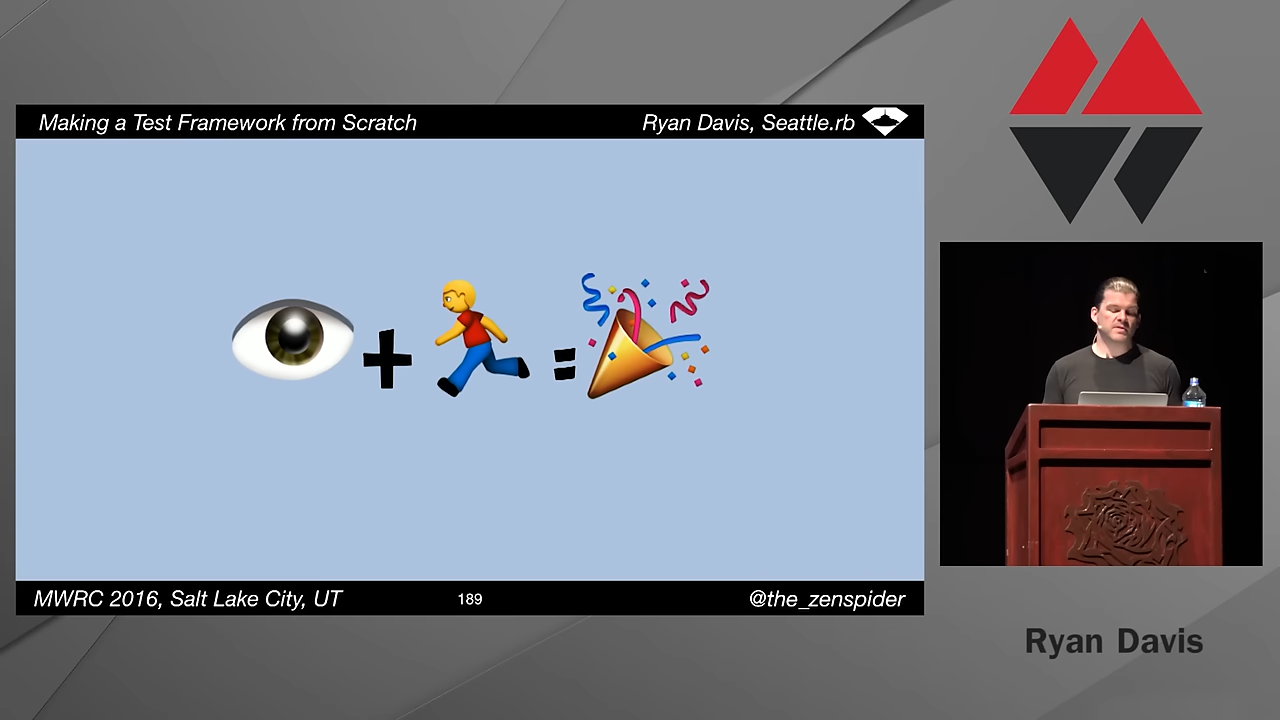 Making a Test Framework from Scratch
Ryan Davis, Seattle.rb
+ =
MWRC 2016, Salt Lake City, UT
189
@the_zenspider
Ryan Davis